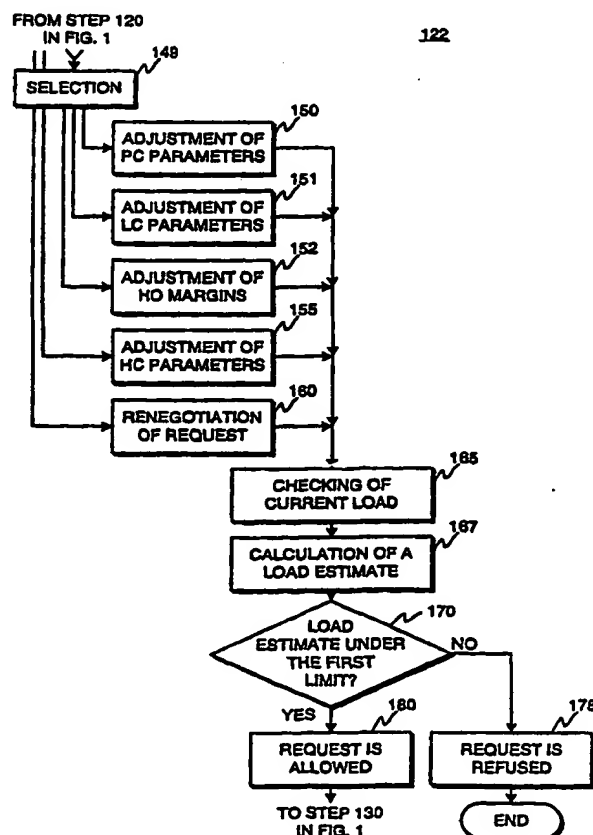 FROM STEP 120
IN FIG. 1
122
149
SELECTION
150
ADJUSTMENT OF
PC PARAMETERS
151
ADJUSTMENT OF
LC PARAMETERS
152
ADJUSTMENT OF
HO MARGINS
155
ADJUSTMENT OF
HC PARAMETERS
160
RENEGOTIATION
OF REQUEST
165
CHECKING OF
CURRENT LOAD
167
CALCULATION OF A
LOAD ESTIMATE
170
LOAD
ESTIMATE UNDER
THE FIRST
LIMIT?
NO
YES
180
REQUEST IS
ALLOWED
178
REQUEST IS
REFUSED
TO STEP 130
IN FIG. 1
END